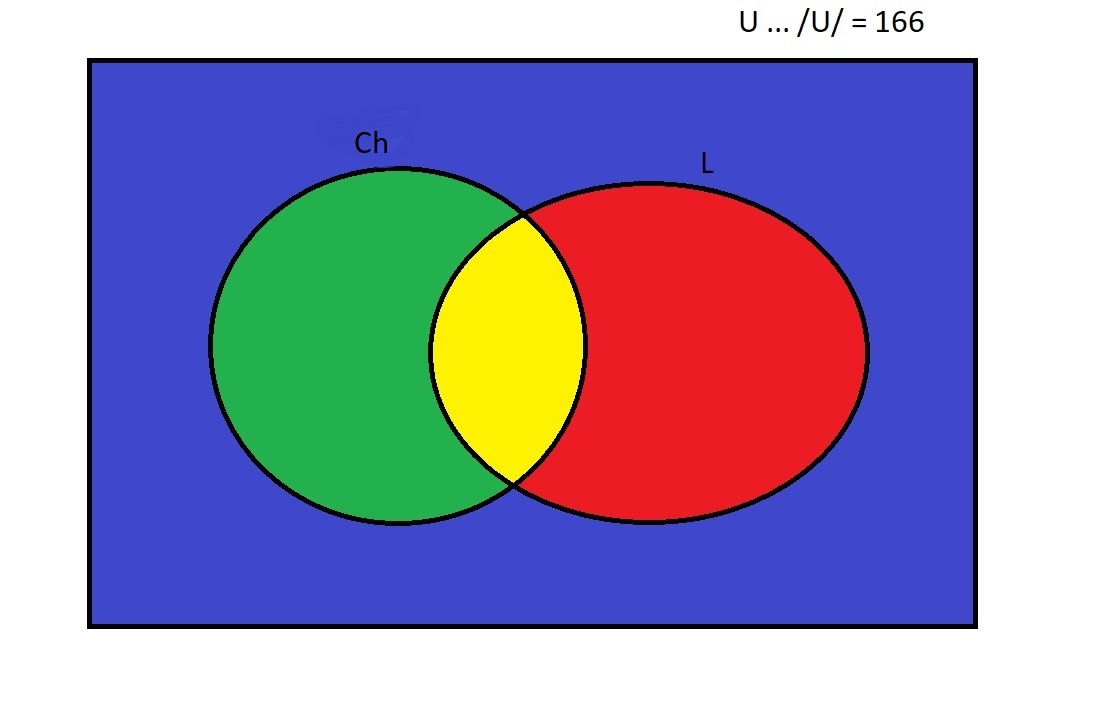 U ... /U/ = 166
Ch
L